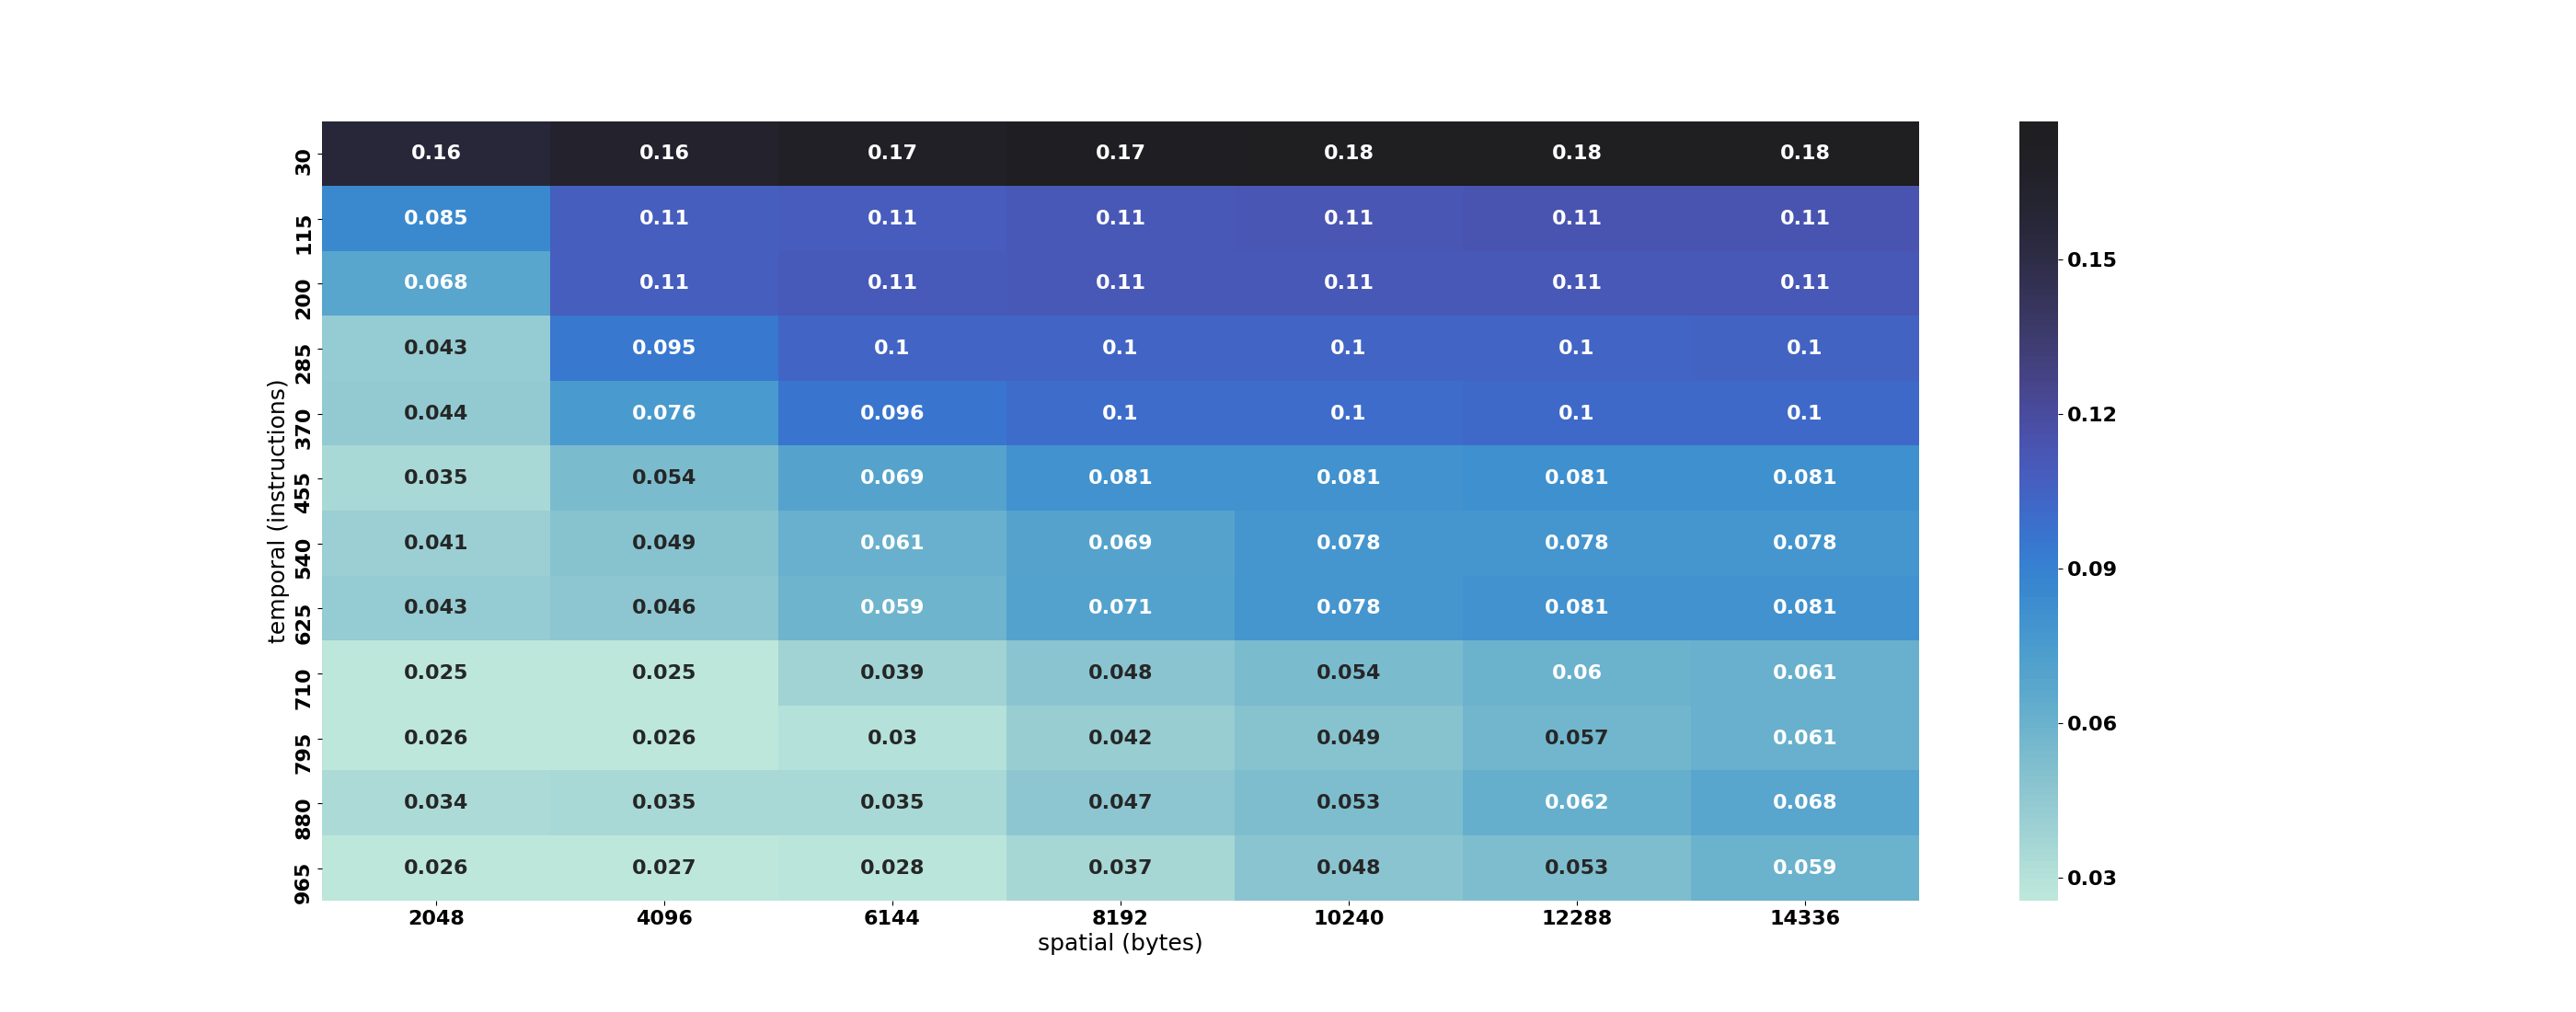 30 0.16 0.16 0.17 0.17 0.18 0.18 0.18
115 0.085 0.11 0.11 0.11 0.11 0.11 0.11
200 0.068 0.11 0.11 0.11 0.11 0.11 0.11
285 0.043 0.095 0.1 0.1 0.1 0.1 0.1
370 0.044 0.076 0.096 0.1 0.1 0.1 0.1
455 0.035 0.054 0.069 0.081 0.081 0.081 0.081
540 0.041 0.049 0.061 0.069 0.078 0.078 0.078
625 0.043 0.046 0.059 0.071 0.078 0.081 0.081
710 0.025 0.025 0.039 0.048 0.054 0.06 0.061
795 0.026 0.026 0.03 0.042 0.049 0.057 0.061
880 0.034 0.035 0.035 0.047 0.053 0.062 0.068
965 0.026 0.027 0.028 0.037 0.048 0.053 0.059
2048 4096 6144 8192 10240 12288 14336
spatial (bytes)
temporal (instructions)
0.15
0.12
0.09
0.06
0.03